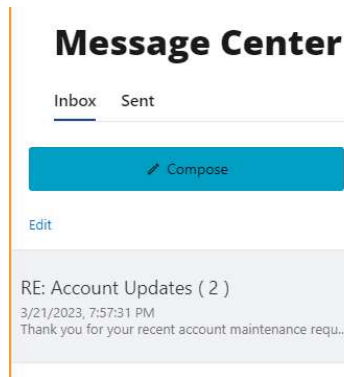 Message Center
Inbox Sent
Compose
Edit
RE: Account Updates ( 2 )
3/21/2023, 7:57:31 PM
Thank you for your recent account maintenance requ...